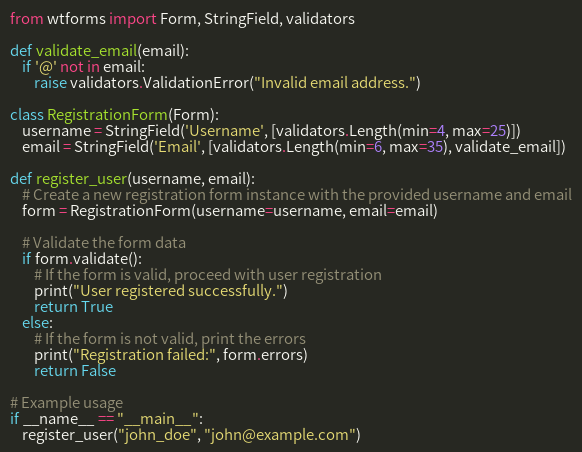 from wtforms import Form, StringField, validators

def validate_email(email):
    if '@' not in email:
        raise validators.ValidationError("Invalid email address.")

class RegistrationForm(Form):
    username = StringField('Username', [validators.Length(min=4, max=25)])
    email = StringField('Email', [validators.Length(min=6, max=35), validate_email])

def register_user(username, email):
    # Create a new registration form instance with the provided username and email
    form = RegistrationForm(username=username, email=email)

    # Validate the form data
    if form.validate():
        # If the form is valid, proceed with user registration
        print("User registered successfully.")
        return True
    else:
        # If the form is not valid, print the errors
        print("Registration failed:", form.errors)
        return False

# Example usage
if __name__ == "__main__":
    register_user("john_doe", "john@example.com")